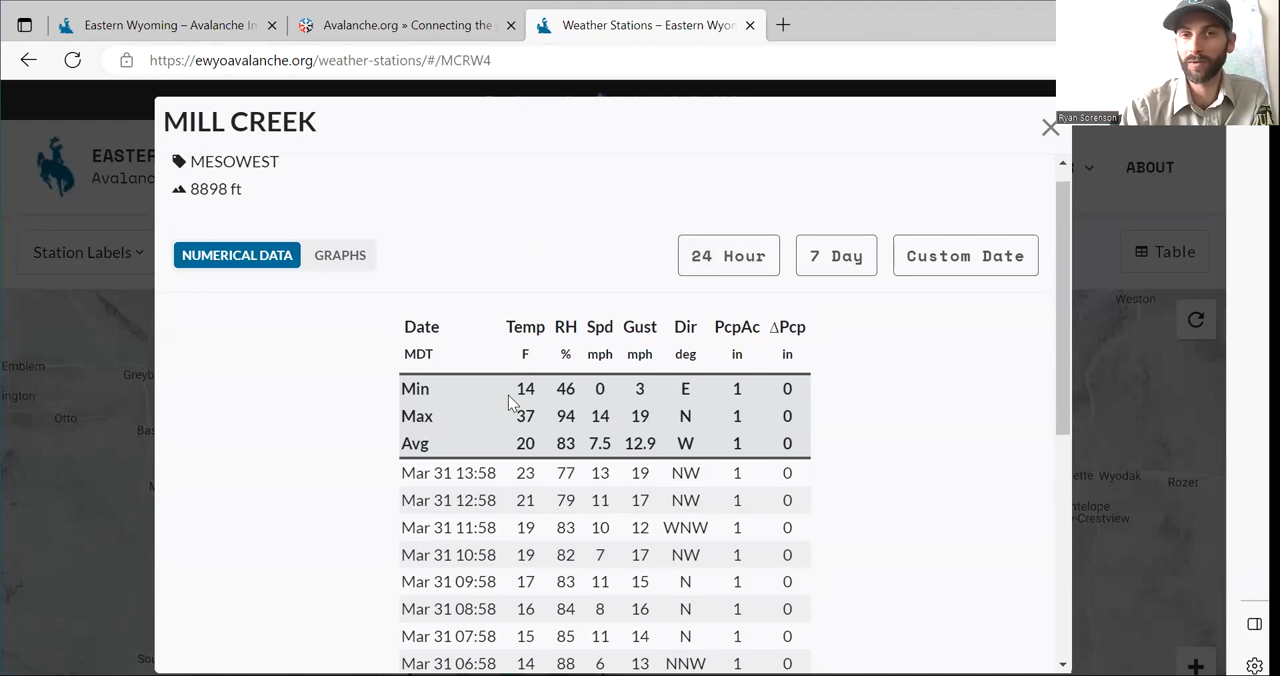 Eastern Wyoming – Avalanche In
Avalanche.org » Connecting the
Weather Stations – Eastern Wyor
https://ewyoavalanche.org/weather-stations/#/MCRW4
Ryan Sorenson
MILL CREEK
MESOWEST
8898 ft
EASTER
Avalanc
ABOUT
Station Labels
NUMERICAL DATA GRAPHS
24 Hour 7 Day Custom Date
Table
Weston
Emblem
Greyb
ington
Otto
Bas
ette Wyodak
Rozet
ntelope
-Crestview
Date Temp RH Spd Gust Dir PcpAc ΔPcp
MDT F % mph mph deg in in
Min 14 46 0 3 E 1 0
Max 37 94 14 19 N 1 0
Avg 20 83 7.5 12.9 W 1 0
Mar 31 13:58 23 77 13 19 NW 1 0
Mar 31 12:58 21 79 11 17 NW 1 0
Mar 31 11:58 19 83 10 12 WNW 1 0
Mar 31 10:58 19 82 7 17 NW 1 0
Mar 31 09:58 17 83 11 15 N 1 0
Mar 31 08:58 16 84 8 16 N 1 0
Mar 31 07:58 15 85 11 14 N 1 0
Mar 31 06:58 14 88 6 13 NNW 1 0
Sou